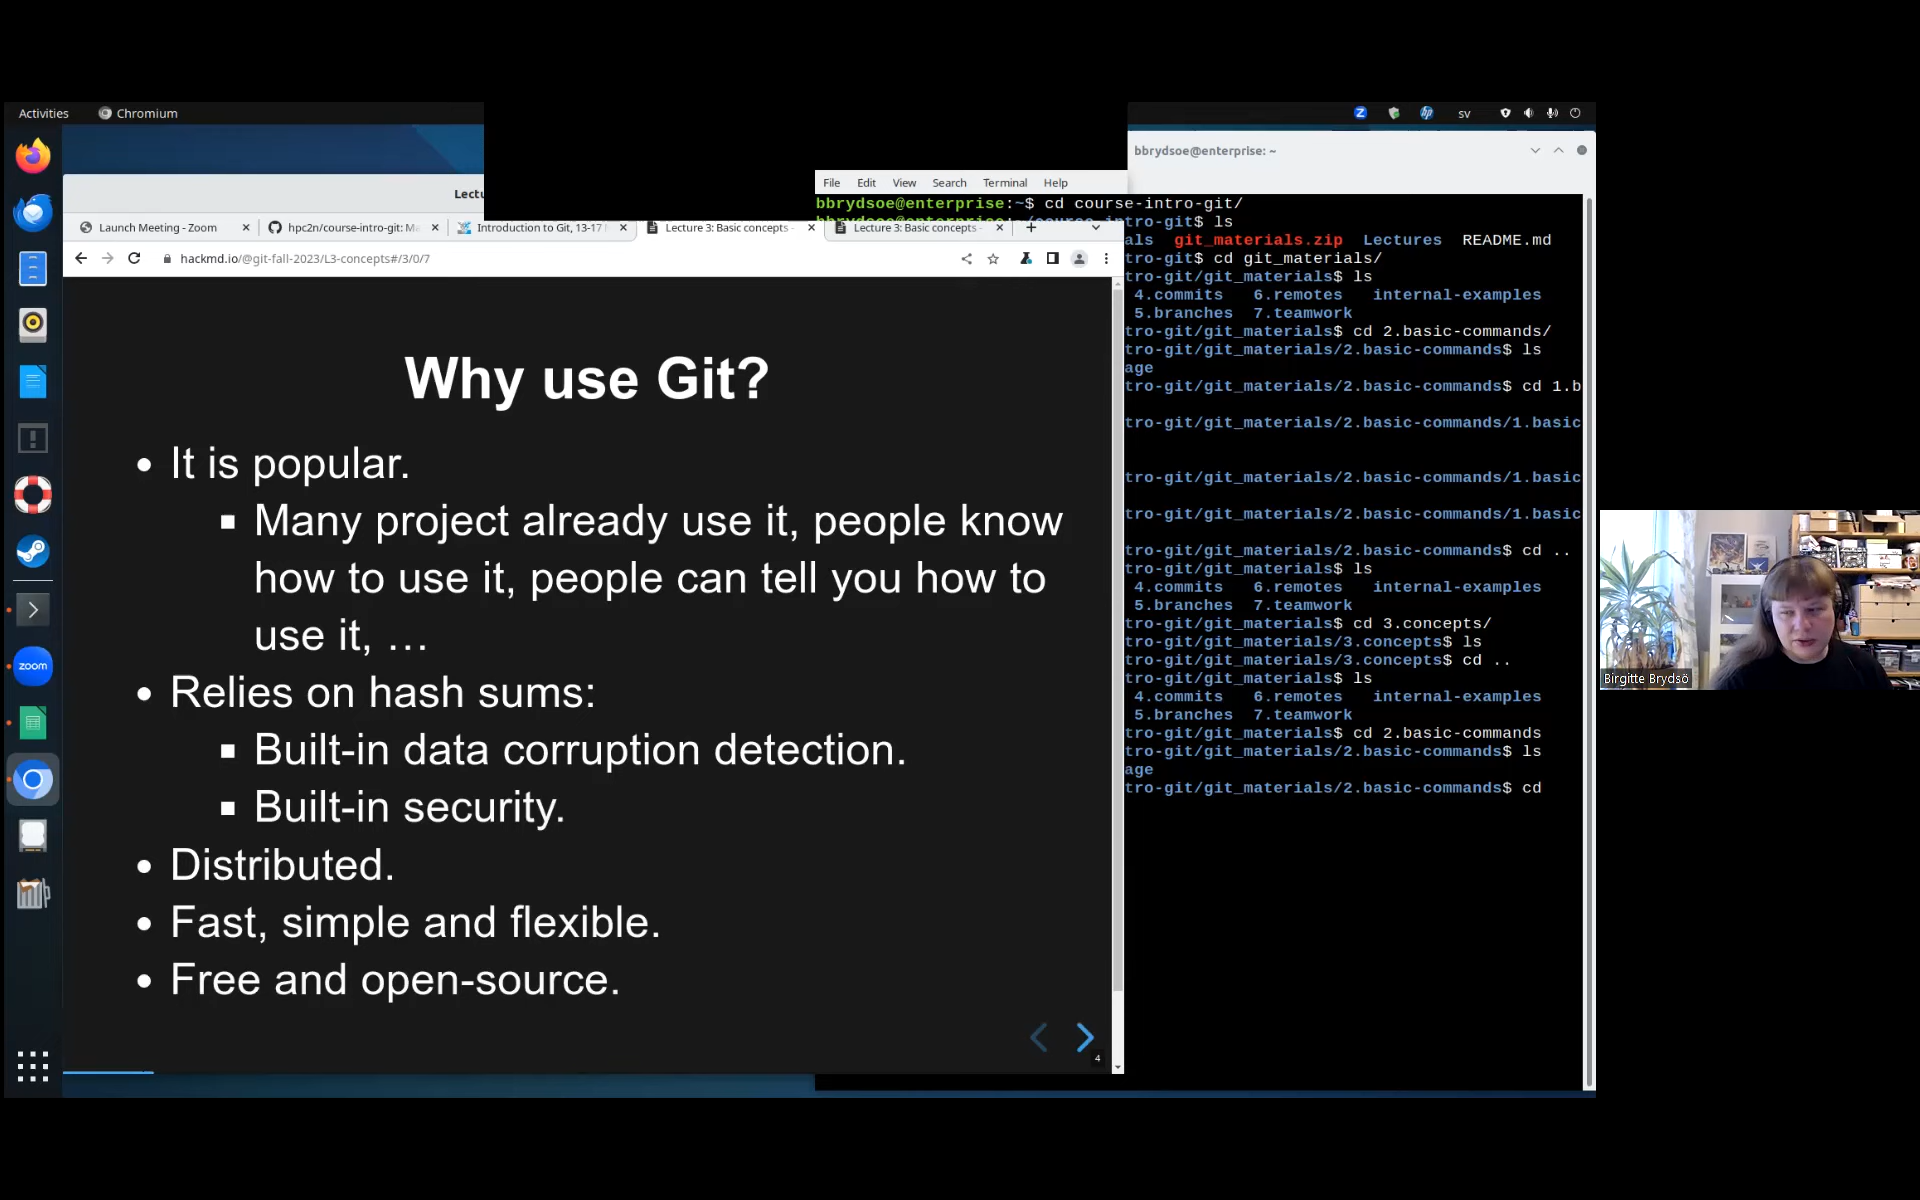 Activities
Chromium
sv
Lectu
bbrydsoe@enterprise: ~
File Edit View Search Terminal Help
Launch Meeting - Zoom
hpc2n/course-intro-git: M
Introduction to Git, 13-17
Lecture 3: Basic concepts -
Lecture 3: Basic concepts -
hackmd.io/@git-fall-2023/L3-concepts#/3/0/7
Why use Git?
• It is popular.
▪ Many project already use it, people know
how to use it, people can tell you how to
use it, …
• Relies on hash sums:
▪ Built-in data corruption detection.
▪ Built-in security.
• Distributed.
• Fast, simple and flexible.
• Free and open-source.
4
bbrydsoe@enterprise:~$ cd course-intro-git/
bbrydsoe@enterprise:~/course-intro-git$ ls
als git_materials.zip Lectures README.md
tro-git$ cd git_materials/
tro-git/git_materials$ ls
4.commits 6.remotes internal-examples
5.branches 7.teamwork
tro-git/git_materials$ cd 2.basic-commands/
tro-git/git_materials/2.basic-commands$ ls
age
tro-git/git_materials/2.basic-commands$ cd 1.b
tro-git/git_materials/2.basic-commands/1.basic
tro-git/git_materials/2.basic-commands/1.basic
tro-git/git_materials/2.basic-commands/1.basic
tro-git/git_materials/2.basic-commands$ cd ..
tro-git/git_materials$ ls
4.commits 6.remotes internal-examples
5.branches 7.teamwork
tro-git/git_materials$ cd 3.concepts/
tro-git/git_materials/3.concepts$ ls
tro-git/git_materials/3.concepts$ cd ..
tro-git/git_materials$ ls
4.commits 6.remotes internal-examples
5.branches 7.teamwork
tro-git/git_materials$ cd 2.basic-commands
tro-git/git_materials/2.basic-commands$ ls
age
tro-git/git_materials/2.basic-commands$ cd
zoom
Birgitte Brydsö